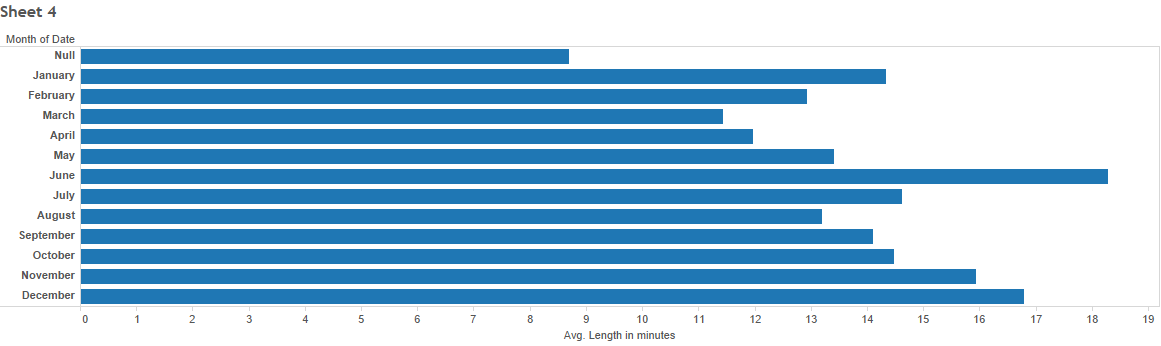 Sheet 4
Month of Date
Null
January
February
March
April
May
June
July
August
September
October
November
December
0 1 2 3 4 5 6 7 8 9 10 11 12 13 14 15 16 17 18 19
Avg. Length in minutes